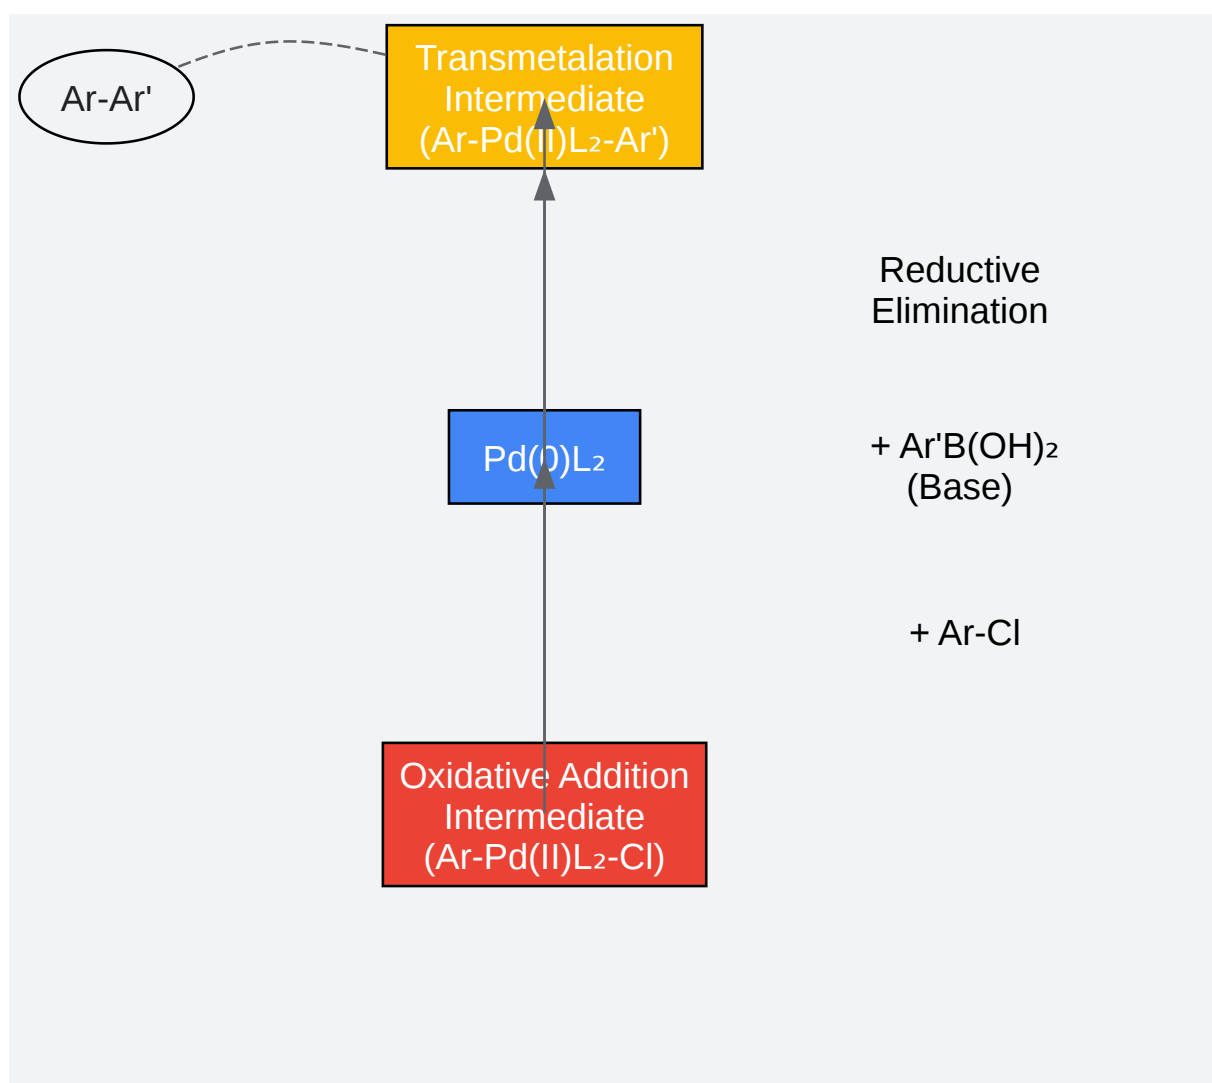 Ar-Ar'
Transmetalation
Intermediate
(Ar-Pd(II)L₂-Ar')
Reductive
Elimination
Pd(0)L₂
+ Ar'B(OH)₂
(Base)
+ Ar-Cl
Oxidative Addition
Intermediate
(Ar-Pd(II)L₂-Cl)